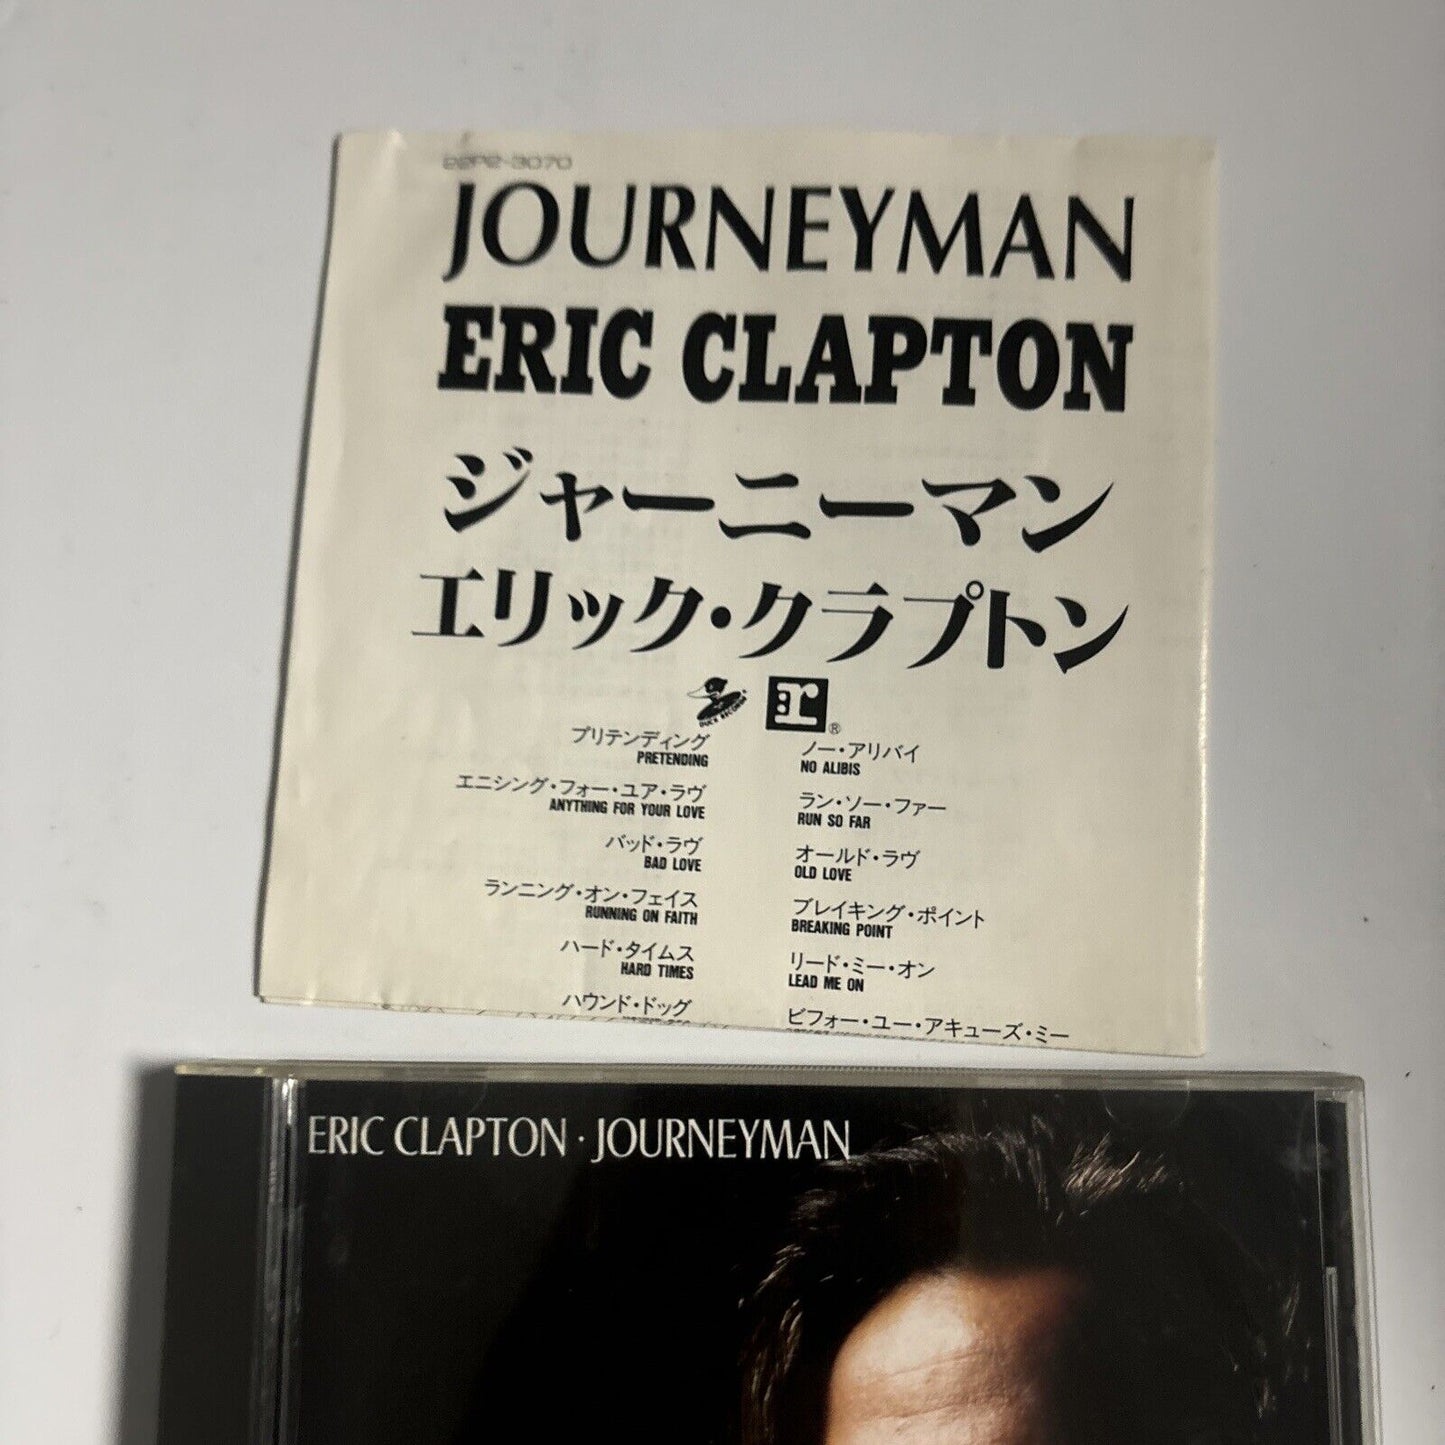 22P2-3070
JOURNEYMAN
ERIC CLAPTON
ジャーニーマン
エリック・クラプトン
DUCK RECORDS
r ®
プリテンディング
PRETENDING
エニシング・フォー・ユア・ラヴ
ANYTHING FOR YOUR LOVE
バッド・ラヴ
BAD LOVE
ランニング・オン・フェイス
RUNNING ON FAITH
ハード・タイムス
HARD TIMES
ハウンド・ドッグ
ノー・アリバイ
NO ALIBIS
ラン・ソー・ファー
RUN SO FAR
オールド・ラヴ
OLD LOVE
ブレイキング・ポイント
BREAKING POINT
リード・ミー・オン
LEAD ME ON
ビフォー・ユー・アキューズ・ミー
ERIC CLAPTON · JOURNEYMAN